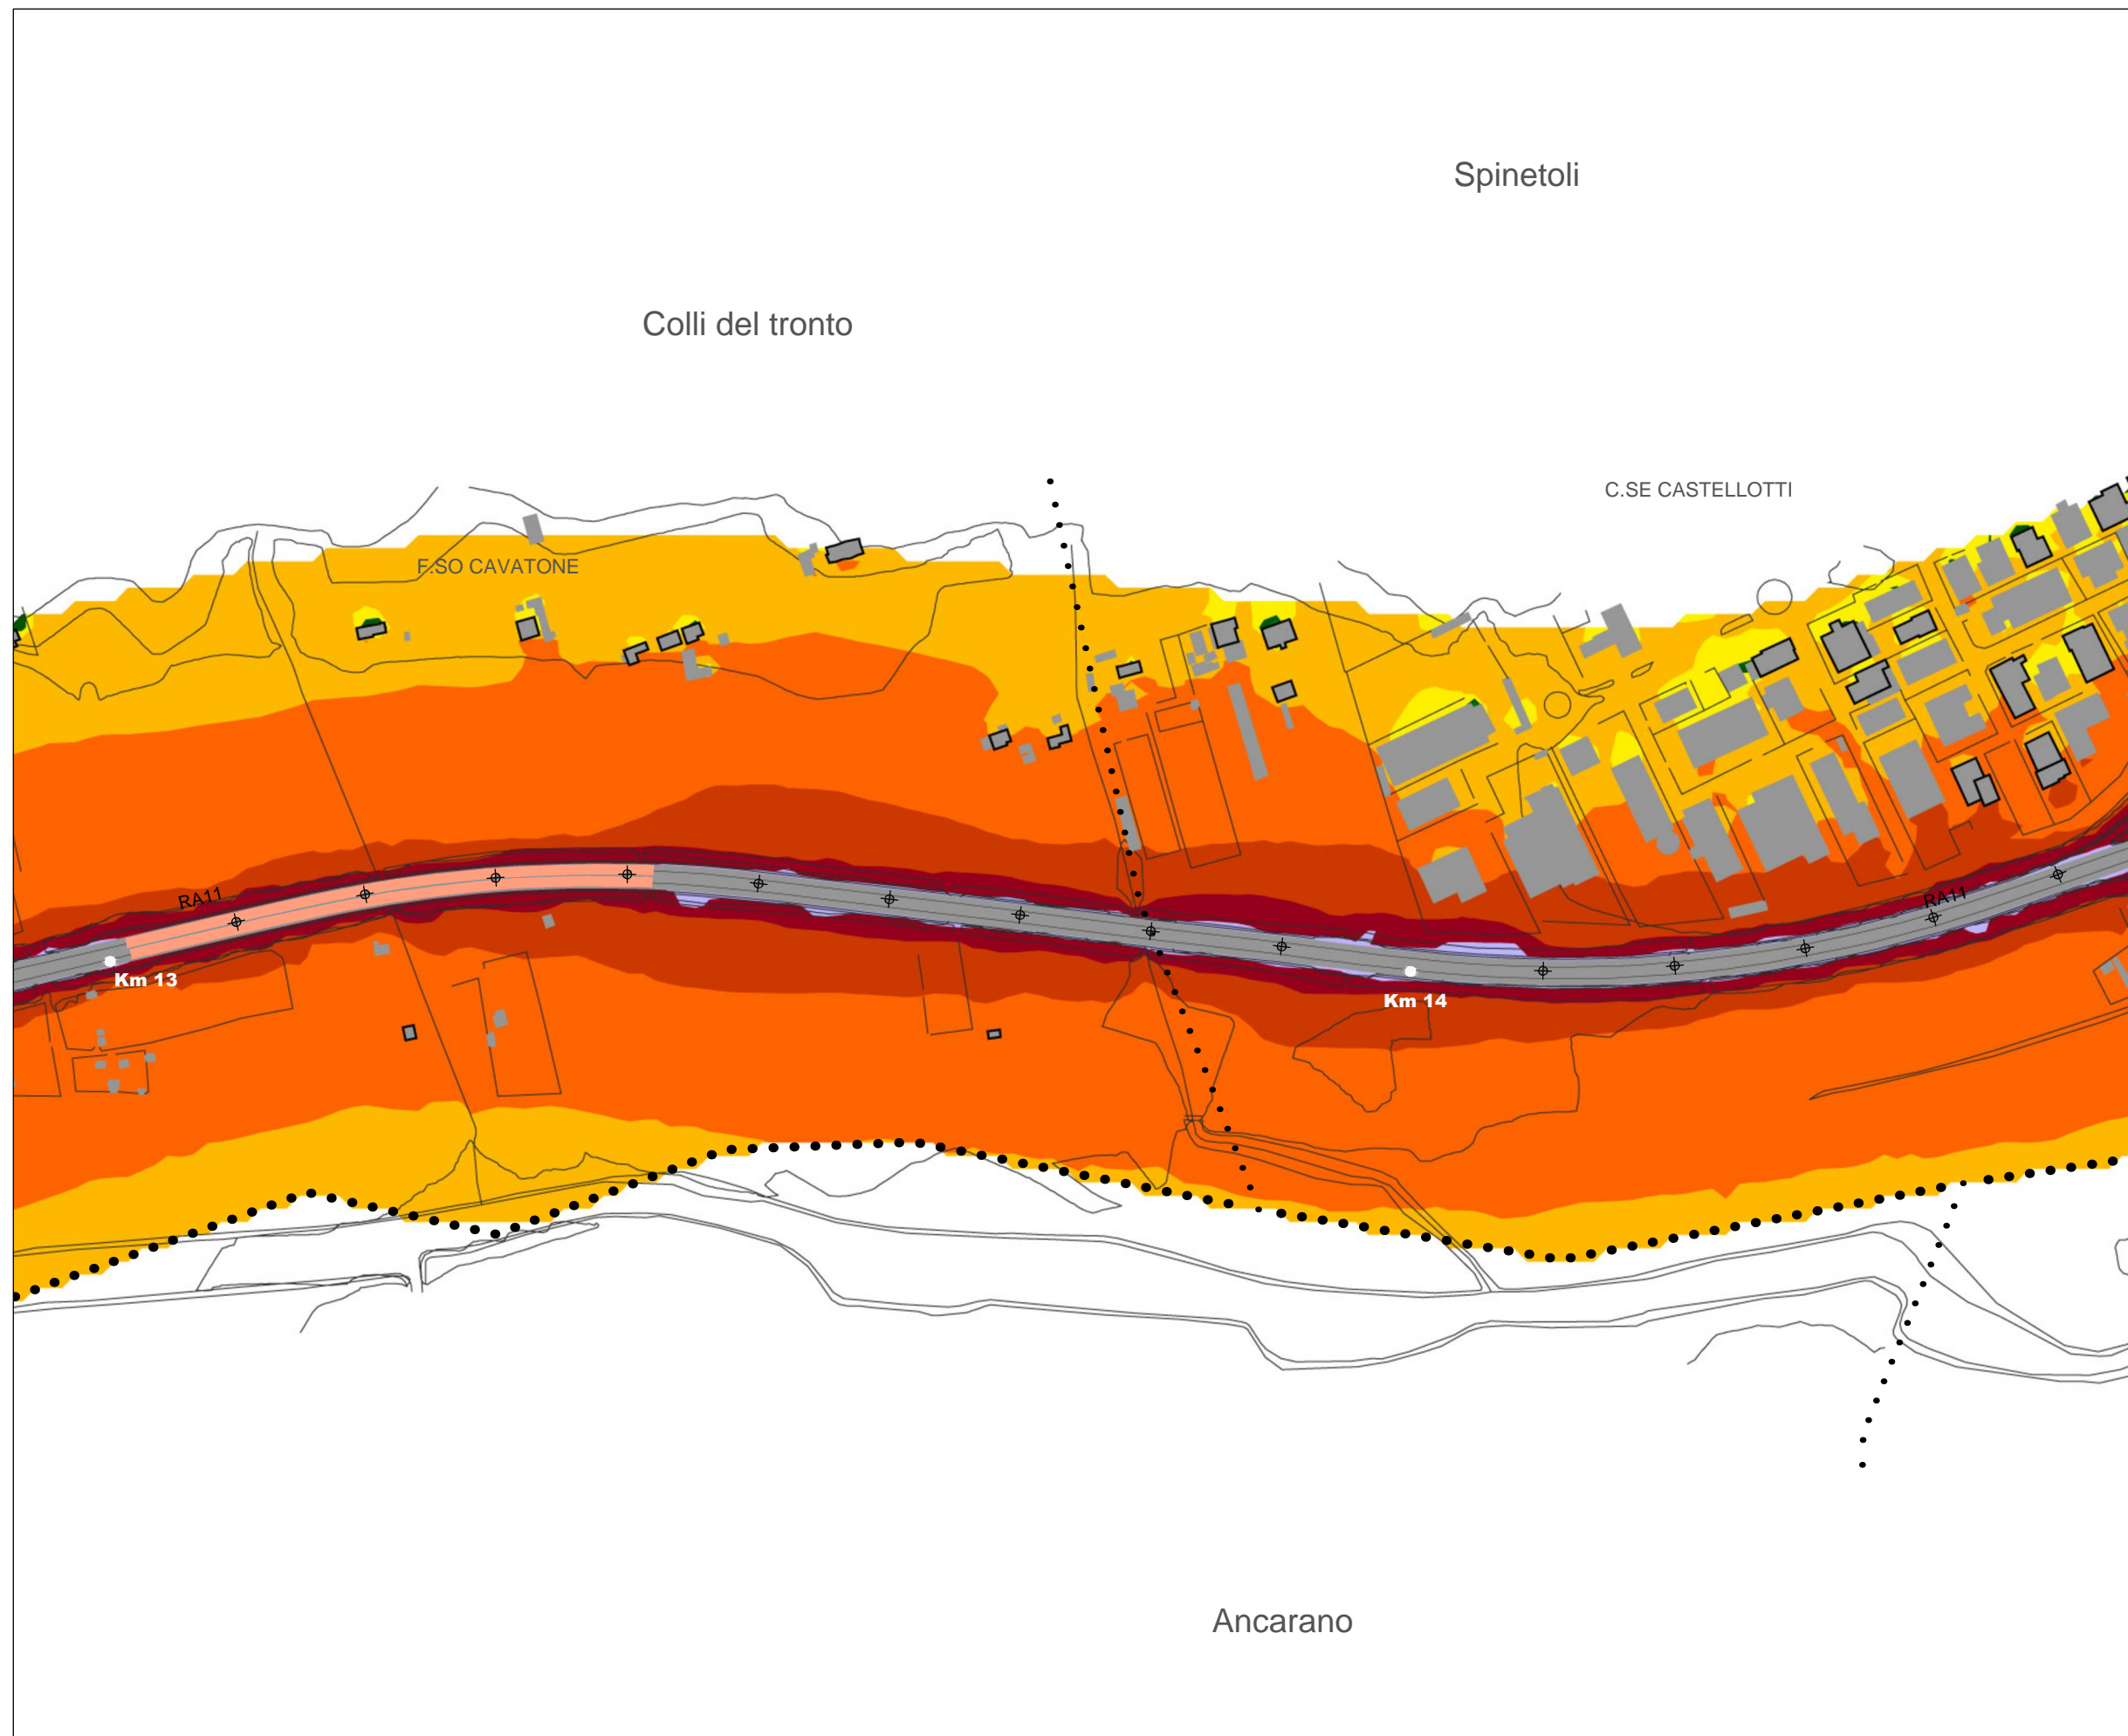 Spinetoli
Colli del tronto
C.SE CASTELLOTTI
F.SO CAVATONE
RA11
RA11
Km 13
Km 14
Ancarano